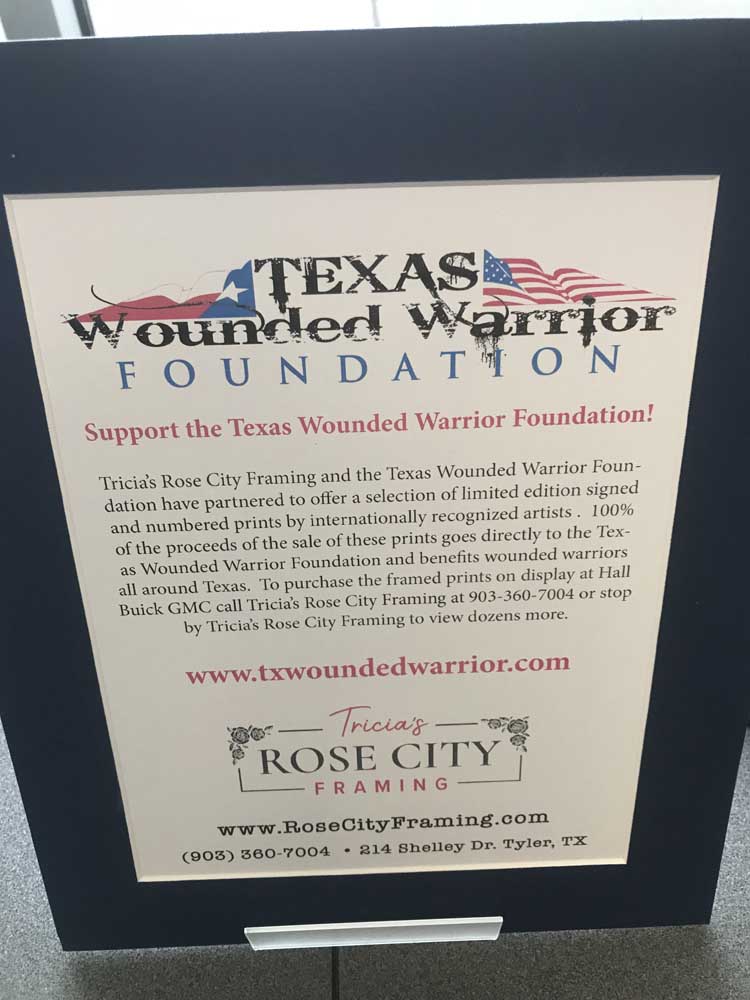 TEXAS
Wounded Warrior
FOUNDATION
Support the Texas Wounded Warrior Foundation!
Tricia's Rose City Framing and the Texas Wounded Warrior Foun-
dation have partnered to offer a selection of limited edition signed
and numbered prints by internationally recognized artists . 100%
of the proceeds of the sale of these prints goes directly to the Tex-
as Wounded Warrior Foundation and benefits wounded warriors
all around Texas. To purchase the framed prints on display at Hall
Buick GMC call Tricia's Rose City Framing at 903-360-7004 or stop
by Tricia's Rose City Framing to view dozens more.
www.txwoundedwarrior.com
Tricia's
ROSE CITY
FRAMING
www.RoseCityFraming.com
(903) 360-7004 • 214 Shelley Dr. Tyler, TX